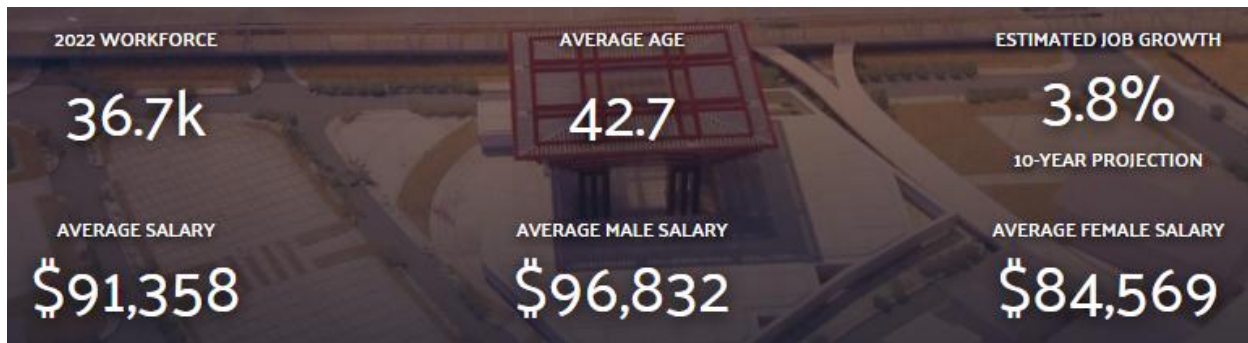 2022 WORKFORCE
36.7k
AVERAGE AGE
42.7
ESTIMATED JOB GROWTH
3.8%
10-YEAR PROJECTION
AVERAGE SALARY
$91,358
AVERAGE MALE SALARY
$96,832
AVERAGE FEMALE SALARY
$84,569